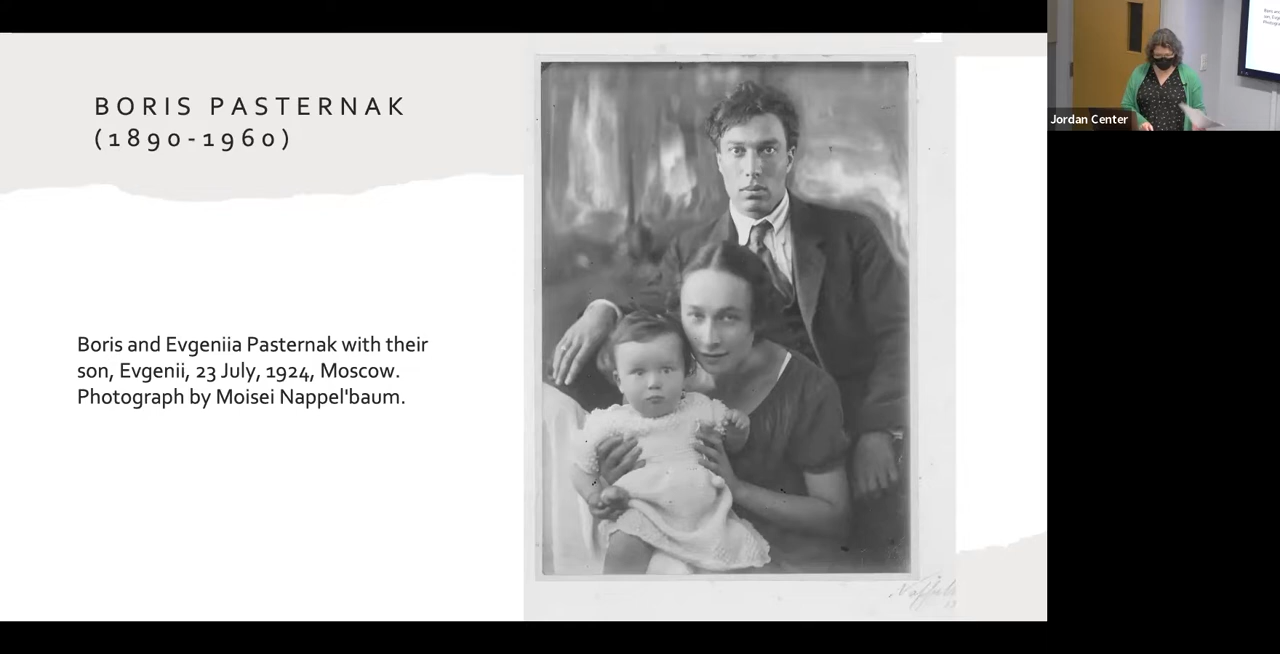 BORIS PASTERNAK
(1890-1960)
Boris and Evgeniia Pasternak with their
son, Evgenii, 23 July, 1924, Moscow.
Photograph by Moisei Nappel'baum.
Jordan Center